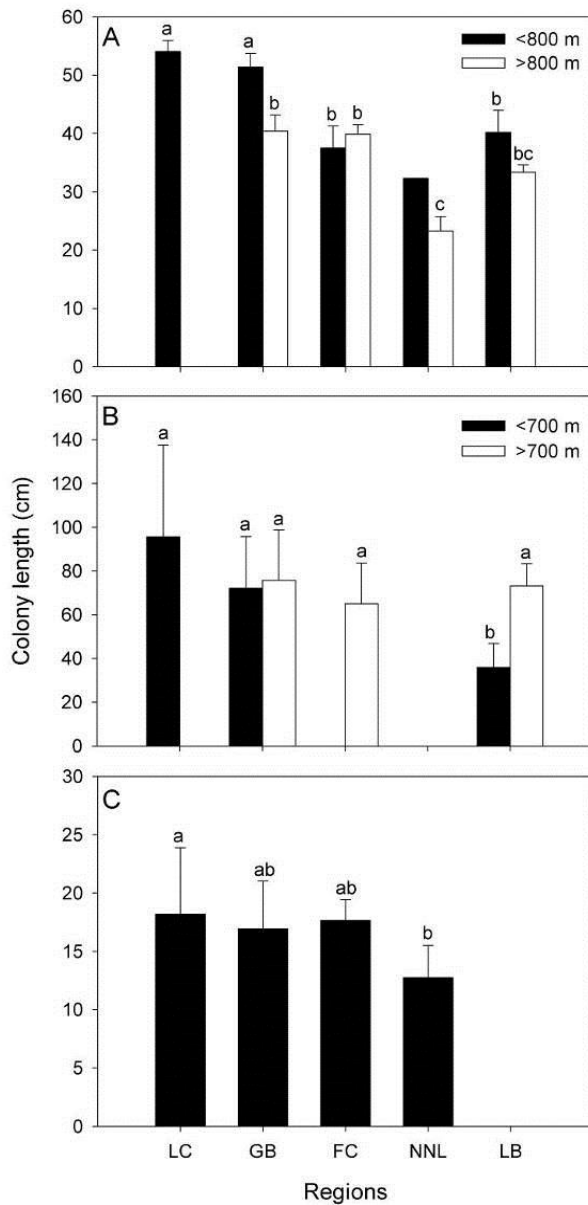 A
60
50
40
30
20
10
0
<800 m
>800 m
a
a
b
b
b
c
b
bc
B
160
140
120
100
80
60
40
20
0
<700 m
>700 m
a
a
a
a
b
a
Colony length (cm)
C
30
25
20
15
10
5
0
a
ab
ab
b
LC GB FC NNL LB
Regions